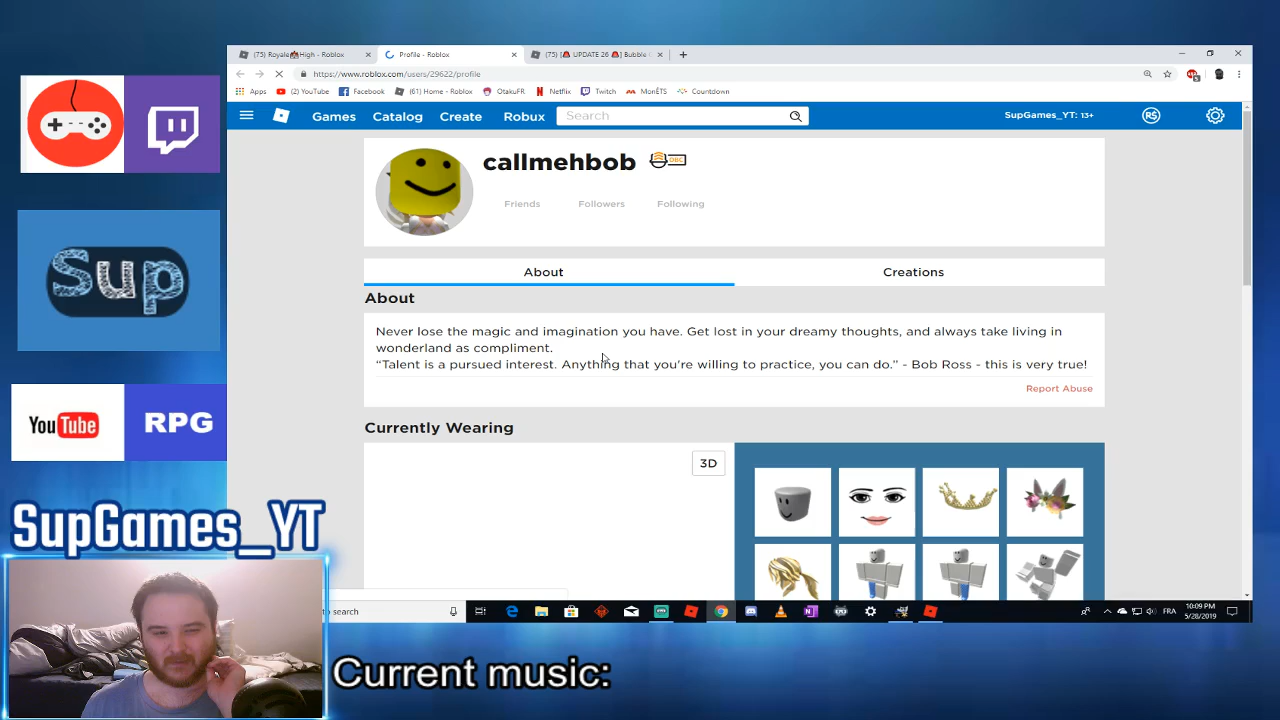 (75) Royale High - Roblox
Profile - Roblox
(75) [ UPDATE 26 ] Bubble
https://www.roblox.com/users/29622/profile
Apps
(2) YouTube
Facebook
(61) Home - Roblox
OtakuFR
Netflix
Twitch
MonÉTS
Countdown
Games
Catalog
Create
Robux
Search
SupGames_YT: 13+
R$
callmehbob
OBC
Friends
Followers
Following
About
Creations
About
Never lose the magic and imagination you have. Get lost in your dreamy thoughts, and always take living in
wonderland as compliment.
“Talent is a pursued interest. Anything that you're willing to practice, you can do.” - Bob Ross - this is very true!
Report Abuse
Currently Wearing
3D
Sup
YouTube
RPG
SupGames_YT
to search
FRA
10:09 PM
5/28/2019
Current music: